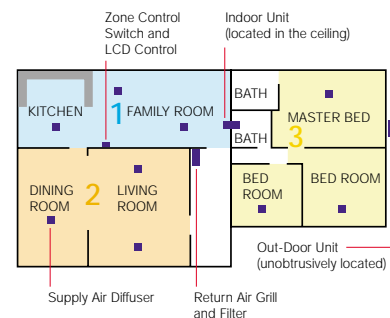 Zone Control
Switch and
LCD Control
Indoor Unit
(located in the ceiling)
KITCHEN
1
FAMILY ROOM
BATH
BATH
MASTER BED
3
DINING
ROOM
2
LIVING
ROOM
BED
ROOM
BED ROOM
Out-Door Unit
(unobtrusively located)
Supply Air Diffuser
Return Air Grill
and Filter